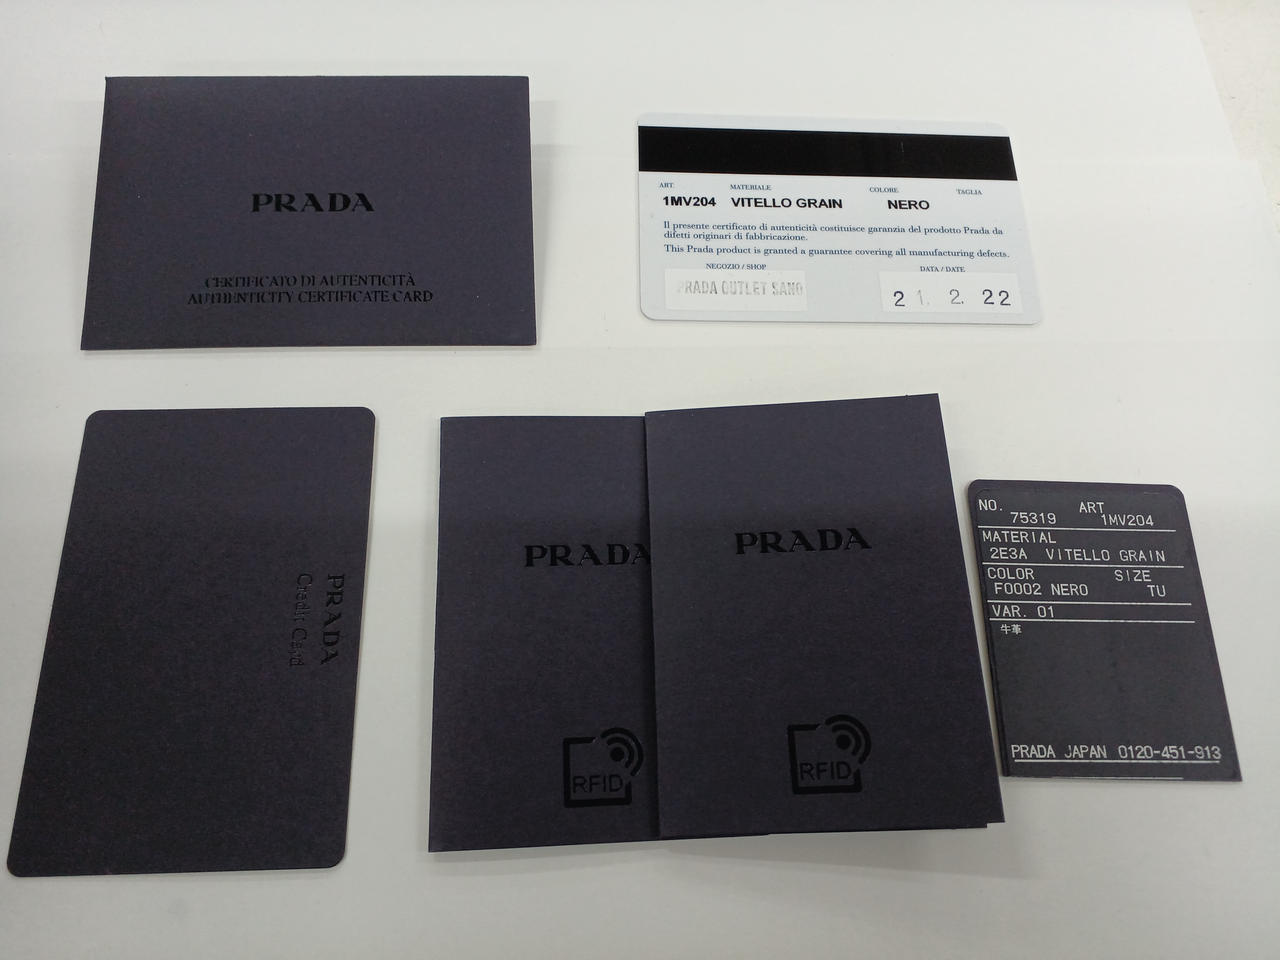 PRADA
CERTIFICATO DI AUTENTICITÀ
AUTHENTICITY CERTIFICATE CARD
ART. MATERIALE COLORE TAGLIA
1MV204 VITELLO GRAIN NERO
Il presente certificato di autenticità costituisce garanzia del prodotto Prada da
difetti originari di fabbricazione.
This Prada product is granted a guarantee covering all manufacturing defects.
NEGOZIO / SHOP DATA / DATE
PRADA OUTLET SANO 21. 2. 22
PRADA
Credit Card
PRADA
RFID
PRADA
RFID
NO. ART
75319 1MV204
MATERIAL
2E3A VITELLO GRAIN
COLOR SIZE
F0002 NERO TU
VAR. 01
牛革
PRADA JAPAN 0120-451-913